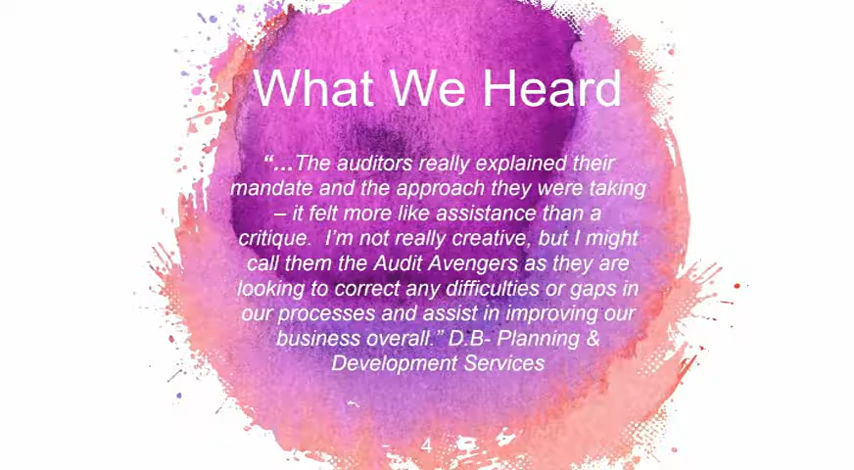 What We Heard
“…The auditors really explained their
mandate and the approach they were taking
– it felt more like assistance than a
critique.  I’m not really creative, but I might
call them the Audit Avengers as they are
looking to correct any difficulties or gaps in
our processes and assist in improving our
business overall.” D.B- Planning &
Development Services
4